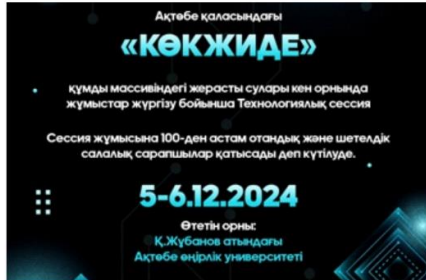 Ақтөбе қаласындағы
«КӨКЖИДЕ»
құмды массивіндегі жерасты сулары кен орнында
жұмыстар жүргізу бойынша Технологиялық сессия
Сессия жұмысына 100-ден астам отандық және шетелдік
салалық сарапшылар қатысады деп күтілуде.
5-6.12.2024
Өтетін орны:
Қ.Жұбанов атындағы
Ақтөбе өңірлік университеті